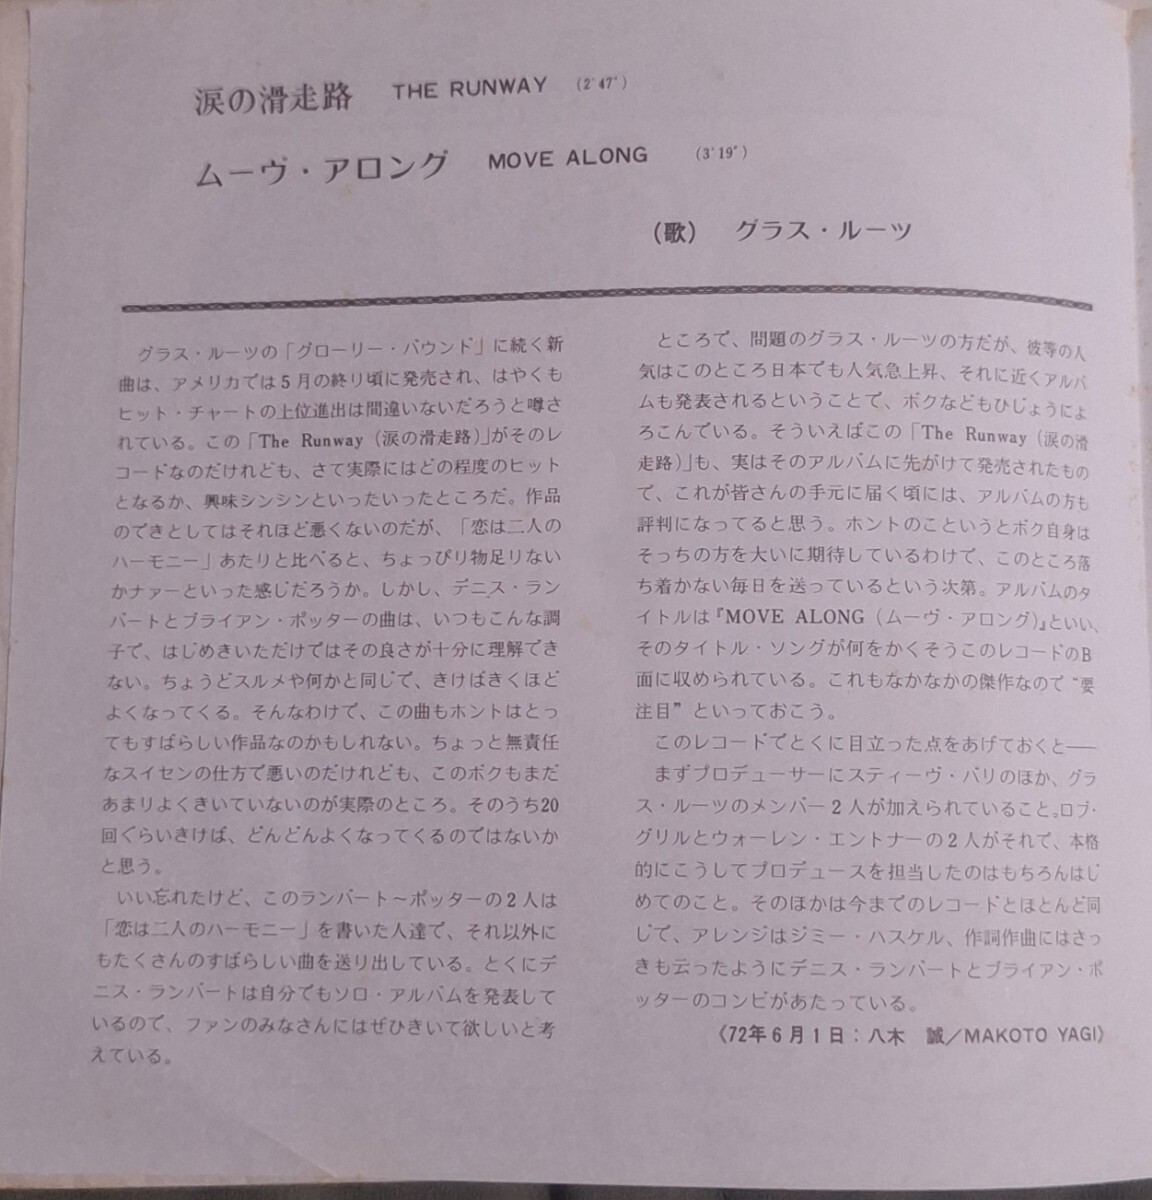 涙の滑走路 THE RUNWAY (2'47")
ムーヴ・アロング MOVE ALONG (3'19")
(歌) グラス・ルーツ
グラス・ルーツの「グローリー・バウンド」に続く新
曲は、アメリカでは5月の終り頃に発売され、はやくも
ヒット・チャートの上位進出は間違いないだろうと噂さ
れている。この「The Runway (涙の滑走路)」がそのレ
コードなのだけれども、さて実際にはどの程度のヒット
となるか、興味シンシンといったいったところだ。作品
のできとしてはそれほど悪くないのだが、「恋は二人の
ハーモニー」あたりと比べると、ちょっぴり物足りない
かナァーといった感じだろうか。しかし、デニス・ラン
バートとブライアン・ポッターの曲は、いつもこんな調
子で、はじめきいただけではその良さが十分に理解でき
ない。ちょうどスルメや何かと同じで、きけばきくほど
よくなってくる。そんなわけで、この曲もホントはとっ
てもすばらしい作品なのかもしれない。ちょっと無責任
なスイセンの仕方で悪いのだけれども、このボクもまだ
あまりよくきいていないのが実際のところ。そのうち20
回ぐらいきけば、どんどんよくなってくるのではないか
と思う。
いい忘れたけど、このランバート～ポッターの2人は
「恋は二人のハーモニー」を書いた人達で、それ以外に
もたくさんのすばらしい曲を送り出している。とくにデ
ニス・ランバートは自分でもソロ・アルバムを発表して
いるので、ファンのみなさんにはぜひきいて欲しいと考
えている。
ところで、問題のグラス・ルーツの方だが、彼等の人
気はこのところ日本でも人気急上昇、それに近くアルバ
ムも発表されるということで、ボクなどもひじょうによ
ろこんでいる。そういえばこの「The Runway (涙の滑
走路)」も、実はそのアルバムに先がけて発売されたもの
で、これが皆さんの手元に届く頃には、アルバムの方も
評判になってると思う。ホントのこというとボク自身は
そっちの方を大いに期待しているわけで、このところ落
ち着かない毎日を送っているという次第。アルバムのタ
イトルは『MOVE ALONG (ムーヴ・アロング)』といい、
そのタイトル・ソングが何をかくそうこのレコードのB
面に収められている。これもなかなかの傑作なので“要
注目”といっておこう。
このレコードでとくに目立った点をあげておくと——
まずプロデューサーにスティーヴ・バリのほか、グラ
ス・ルーツのメンバー2人が加えられていること。ロブ・
グリルとウォーレン・エントナーの2人がそれで、本格
的にこうしてプロデュースを担当したのはもちろんはじ
めてのこと。そのほかは今までのレコードとほとんど同
じで、アレンジはジミー・ハスケル、作詞作曲にはさっ
きも云ったようにデニス・ランバートとブライアン・ポ
ッターのコンビがあたっている。
〈72年6月1日：八木 誠／MAKOTO YAGI〉